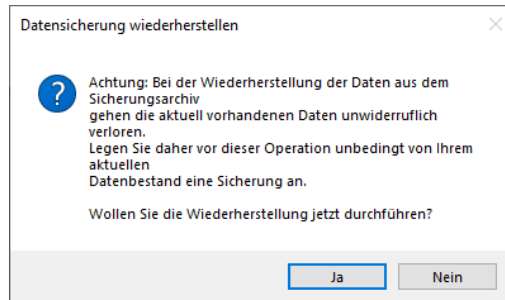 Datensicherung wiederherstellen
Achtung: Bei der Wiederherstellung der Daten aus dem
Sicherungsarchiv
gehen die aktuell vorhandenen Daten unwiderruflich
verloren.
Legen Sie daher vor dieser Operation unbedingt von Ihrem
aktuellen
Datenbestand eine Sicherung an.
Wollen Sie die Wiederherstellung jetzt durchführen?
Ja
Nein